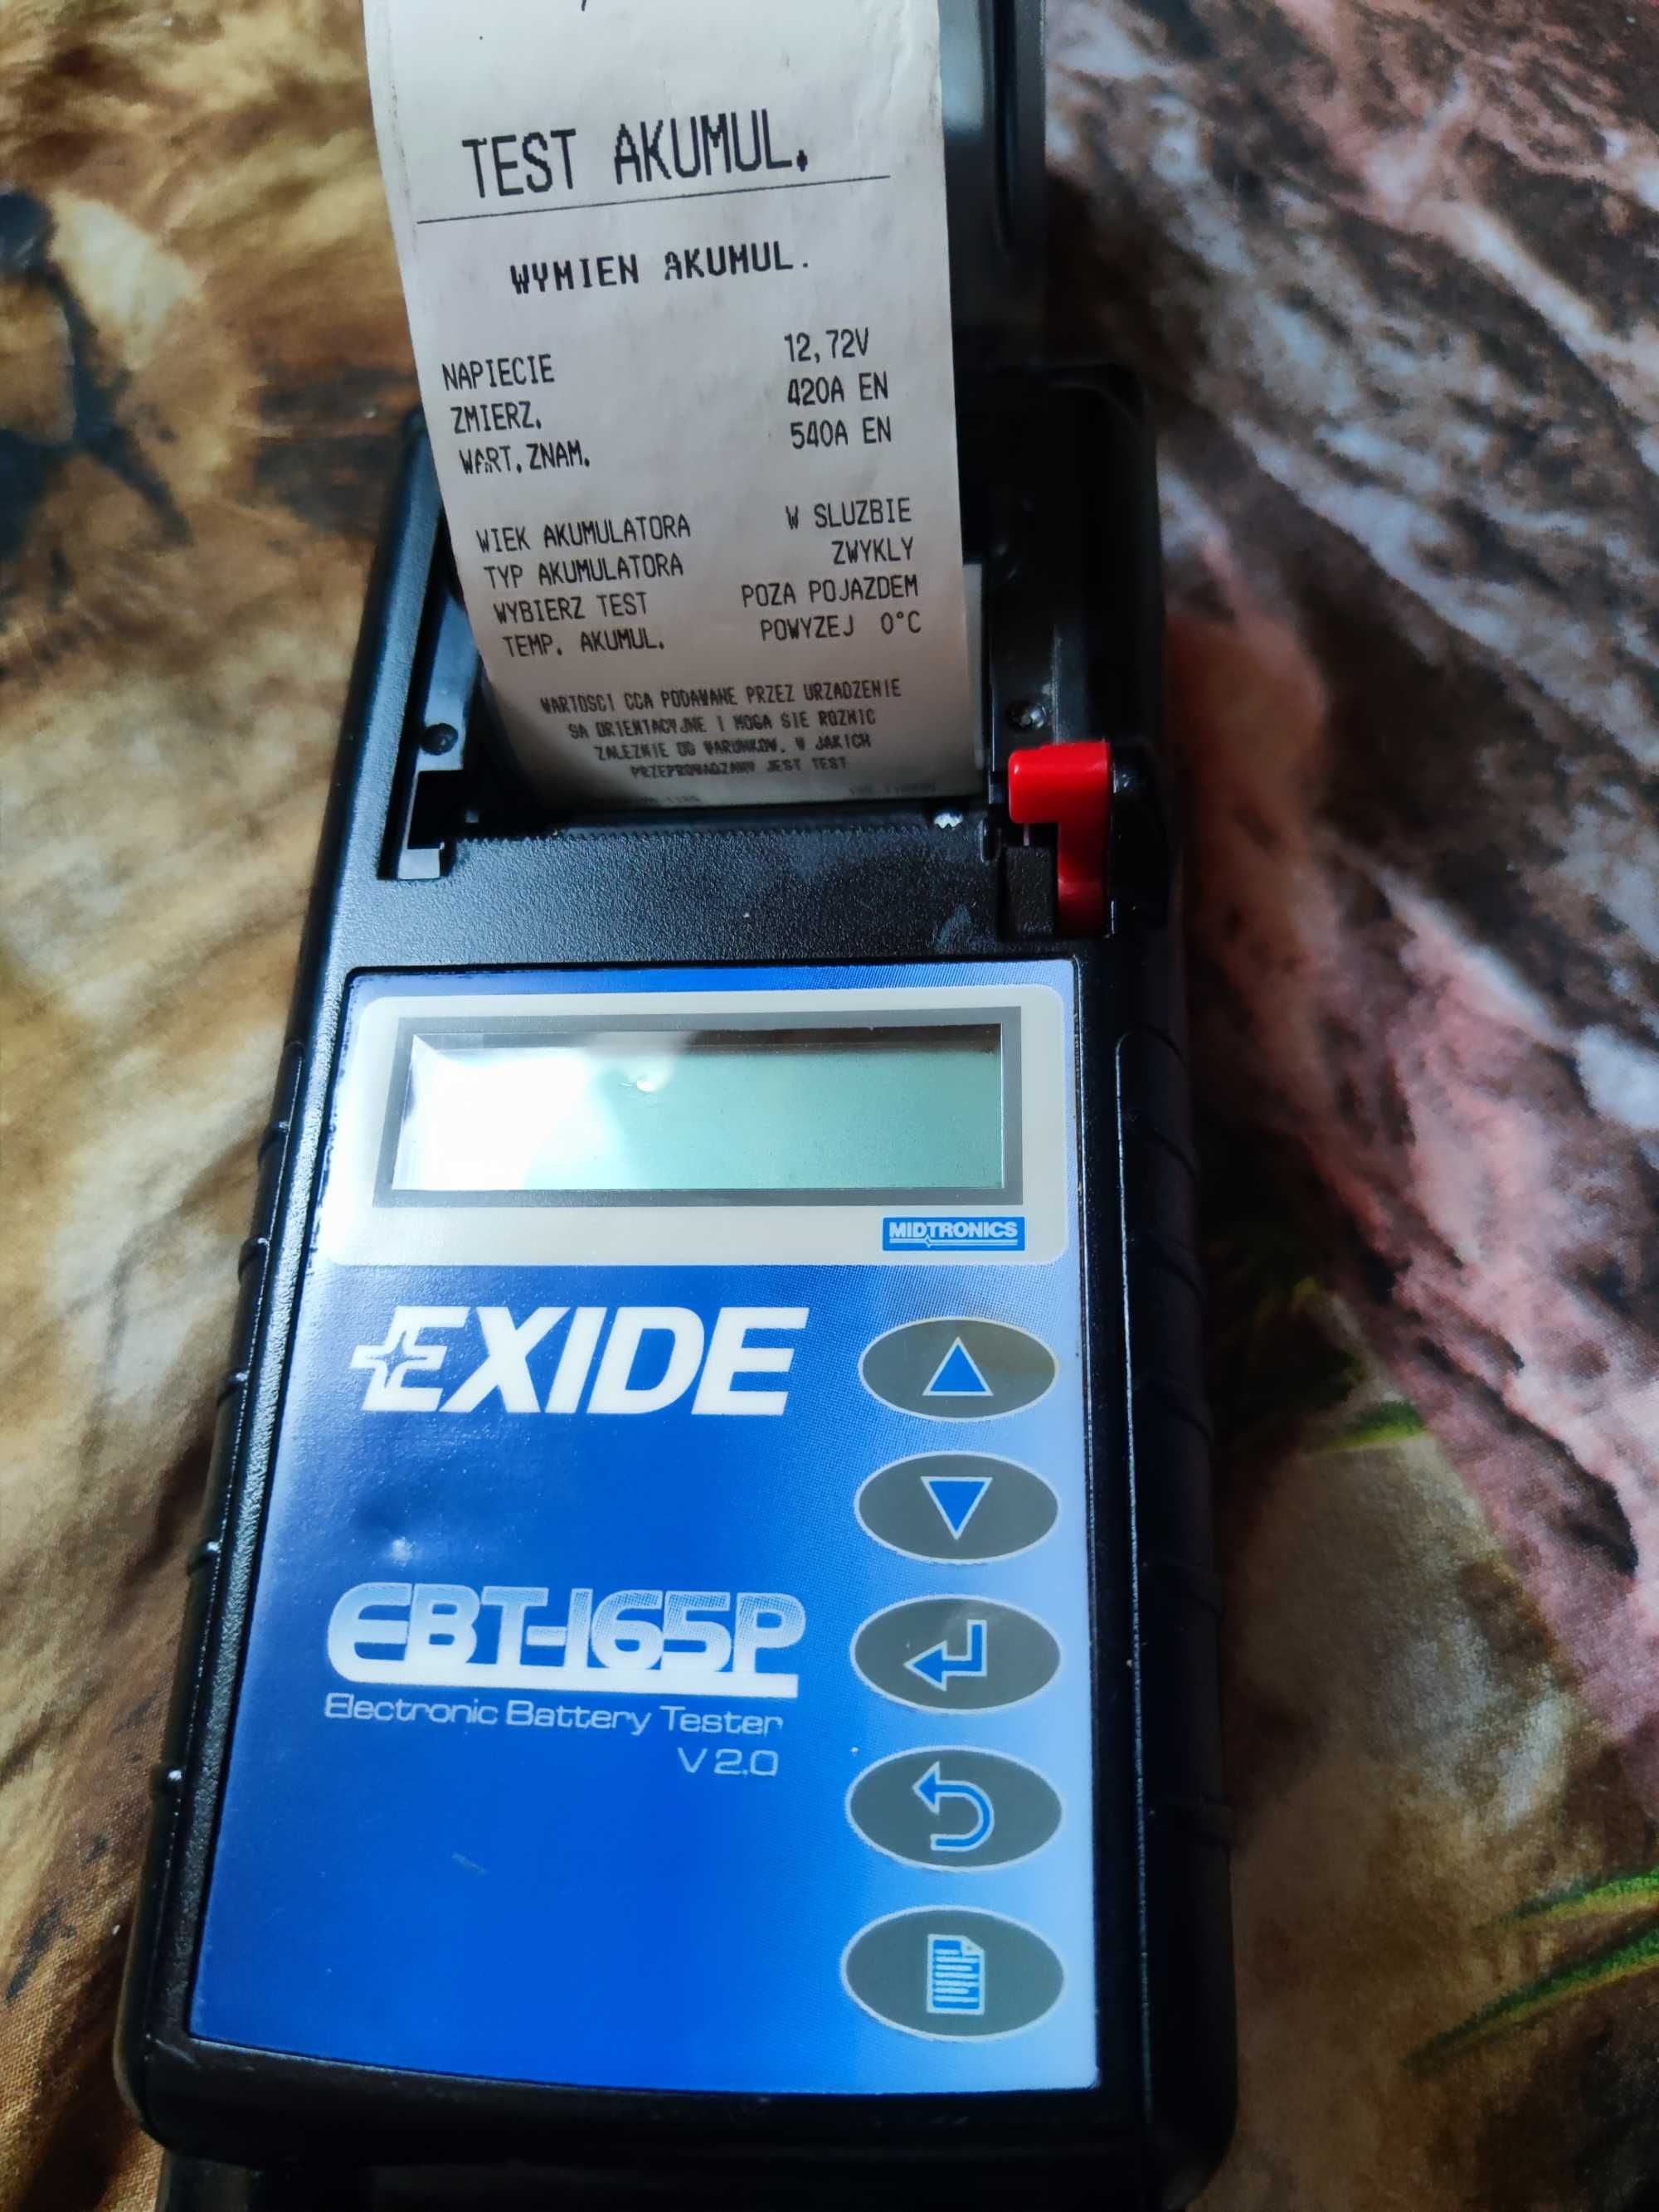 TEST AKUMUL.
WYMIEN AKUMUL.
NAPIECIE 12,72V
ZMIERZ. 420A EN
WART.ZNAM. 540A EN
WIEK AKUMULATORA W SLUZBIE
TYP AKUMULATORA ZWYKLY
WYBIERZ TEST POZA POJAZDEM
TEMP. AKUMUL. POWYZEJ 0°C
WARTOSCI CCA PODAWANE PRZEZ URZADZENIE
SA ORIENTACYJNE I MOGA SIE ROZNIC
ZALEZNIE OD WARUNKOW, W JAKICH
PRZEPROWADZANY JEST TEST
MIDTRONICS
EXIDE
EBT-165P
Electronic Battery Tester
V2.0